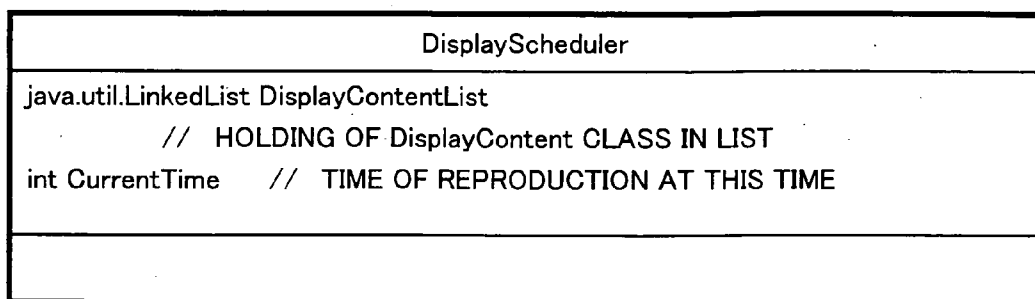 DisplayScheduler
java.util.LinkedList DisplayContentList
// HOLDING OF DisplayContent CLASS IN LIST
int CurrentTime // TIME OF REPRODUCTION AT THIS TIME